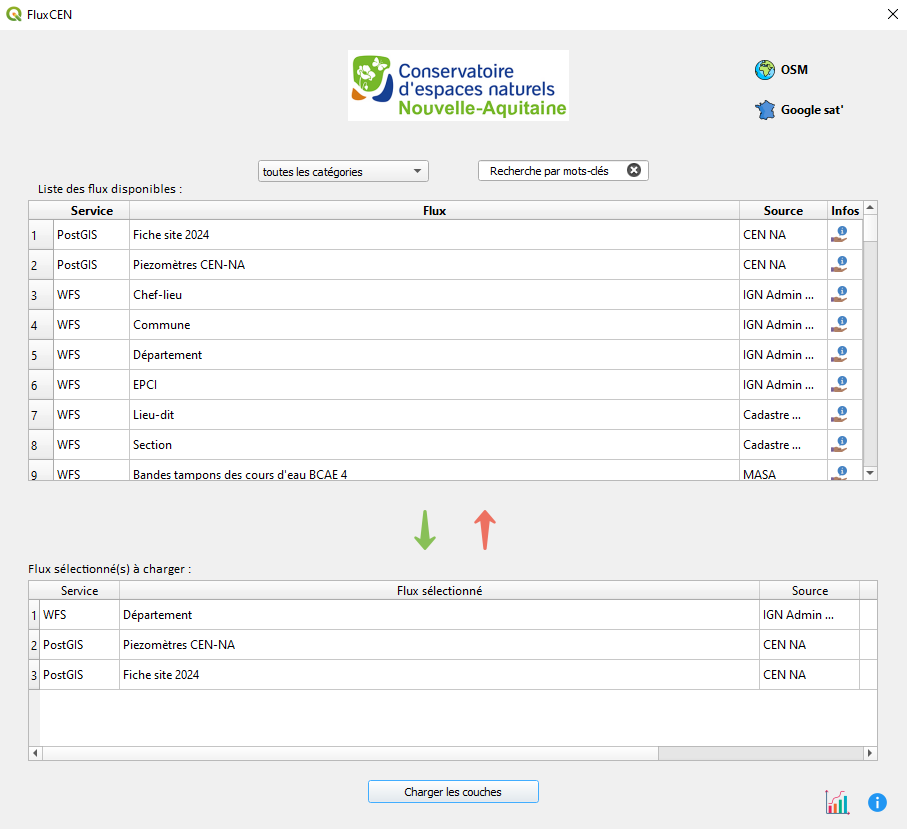 FluxCEN
Conservatoire
d'espaces naturels
Nouvelle-Aquitaine
OSM
Google sat'
toutes les catégories
Recherche par mots-clés
Liste des flux disponibles :
Service Flux Source Infos
1 PostGIS Fiche site 2024 CEN NA
2 PostGIS Piezomètres CEN-NA CEN NA
3 WFS Chef-lieu IGN Admin ...
4 WFS Commune IGN Admin ...
5 WFS Département IGN Admin ...
6 WFS EPCI IGN Admin ...
7 WFS Lieu-dit Cadastre ...
8 WFS Section Cadastre ...
9 WFS Bandes tampons des cours d'eau BCAE 4 MASA
Flux sélectionné(s) à charger :
Service Flux sélectionné Source
1 WFS Département IGN Admin ...
2 PostGIS Piezomètres CEN-NA CEN NA
3 PostGIS Fiche site 2024 CEN NA
Charger les couches